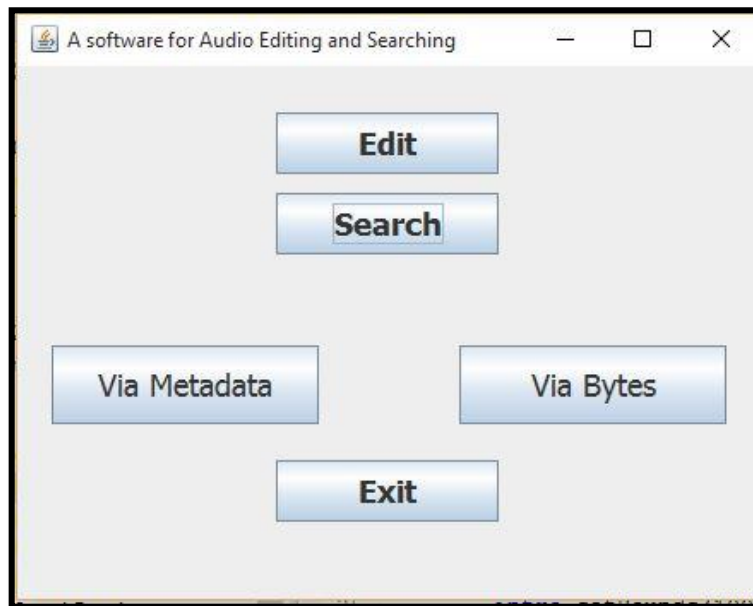 A software for Audio Editing and Searching
Edit
Search
Via Metadata
Via Bytes
Exit